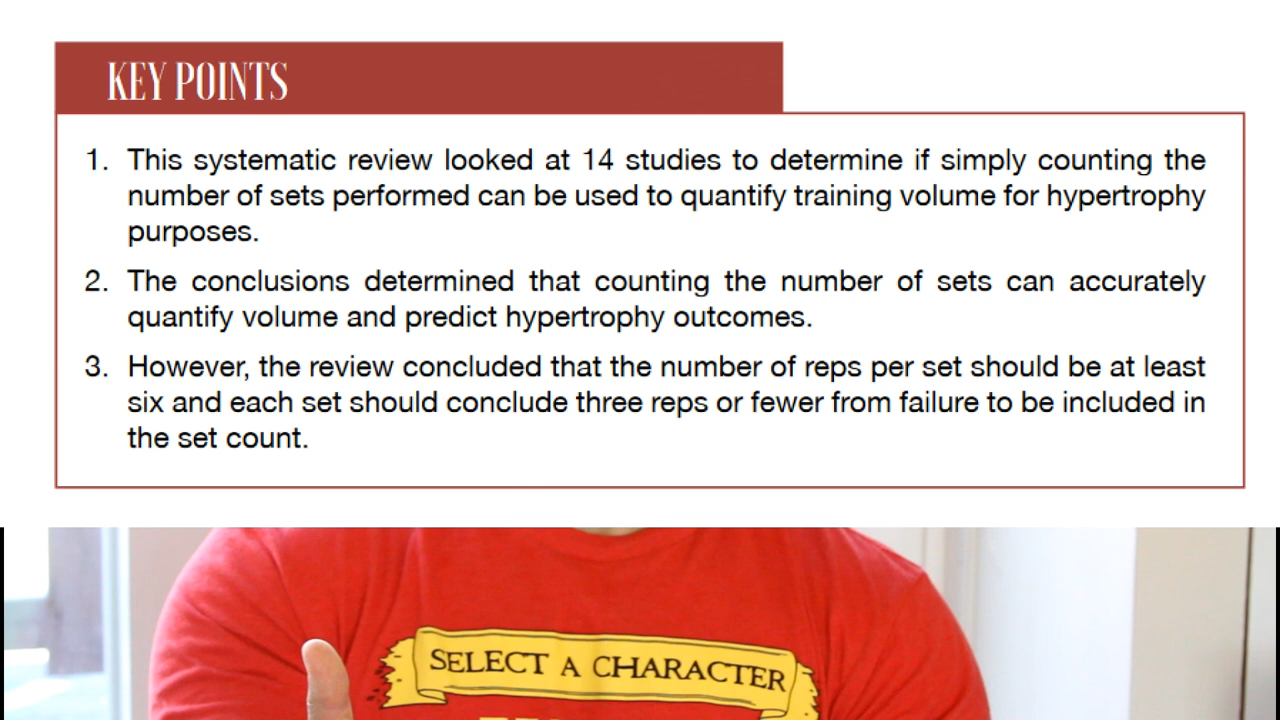 KEY POINTS
1. This systematic review looked at 14 studies to determine if simply counting the
number of sets performed can be used to quantify training volume for hypertrophy
purposes.
2. The conclusions determined that counting the number of sets can accurately
quantify volume and predict hypertrophy outcomes.
3. However, the review concluded that the number of reps per set should be at least
six and each set should conclude three reps or fewer from failure to be included in
the set count.
SELECT A CHARACTER